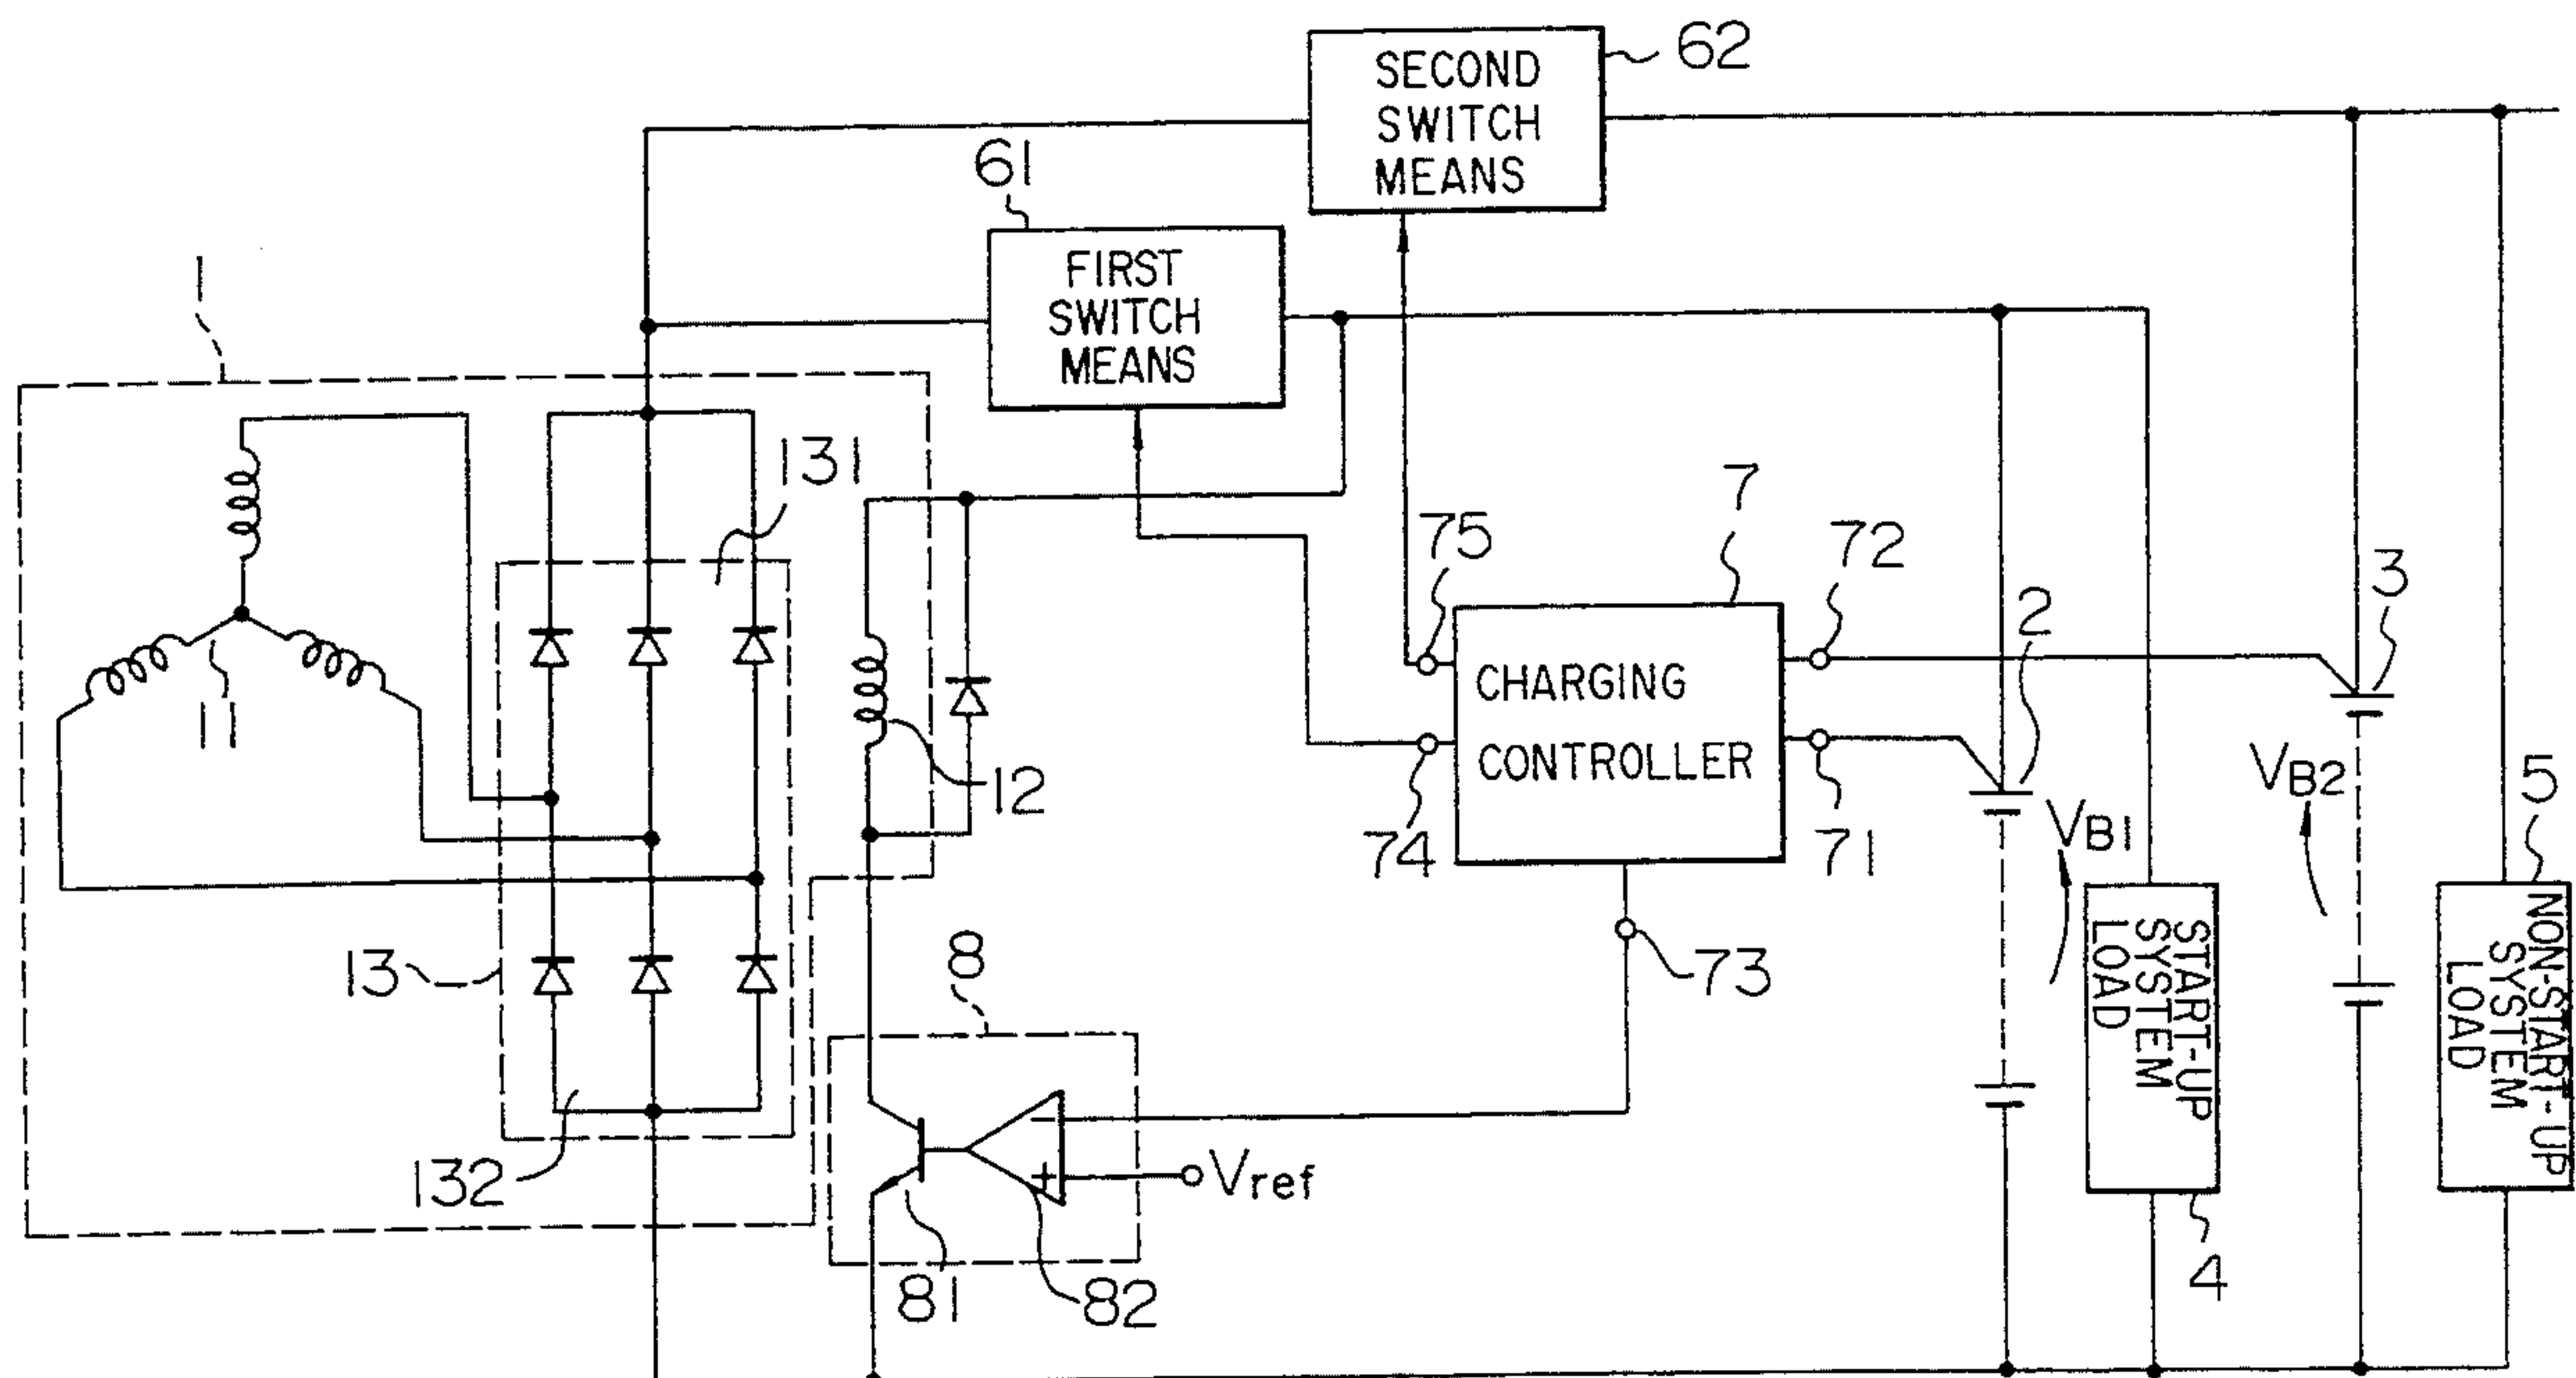 SECOND
SWITCH
MEANS
62
61
FIRST
SWITCH
MEANS
1
131
7
75
72
3
2
11
CHARGING
CONTROLLER
12
74
71
VB1
VB2
5
13
8
73
START-UP
SYSTEM
LOAD
NON-START-UP
SYSTEM
LOAD
132
Vref
81
82
4
−
+